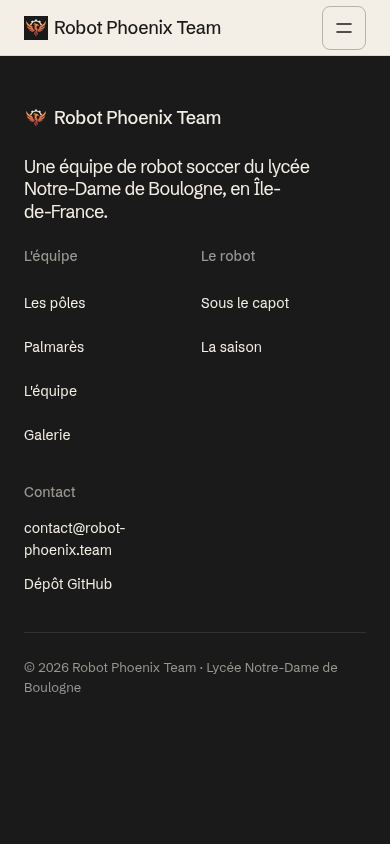 Robot Phoenix Team
Robot Phoenix Team
Une équipe de robot soccer du lycée
Notre-Dame de Boulogne, en Île-
de-France.
L'équipe
Les pôles
Palmarès
L'équipe
Galerie
Le robot
Sous le capot
La saison
Contact
contact@robot-
phoenix.team
Dépôt GitHub
© 2026 Robot Phoenix Team · Lycée Notre-Dame de
Boulogne